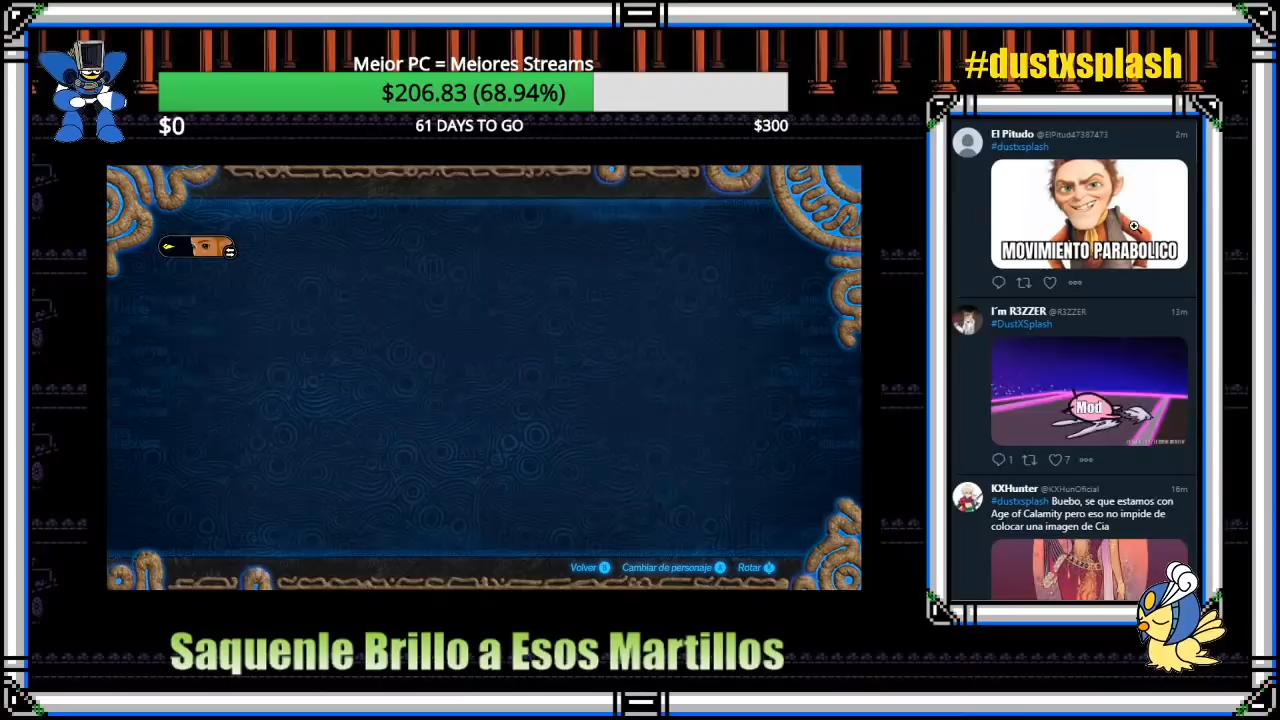 Mejor PC = Mejores Streams
$206.83 (68.94%)
$0
61 DAYS TO GO
$300
#dustxsplash
El Pitudo @ElPitud47387473 2m
#dustxsplash
MOVIMIENTO PARABOLICO
I´m R3ZZER @R3ZZER 13m
#DustXSplash
Mod
1
7
KXHunter @KXHunOficial 16m
#dustxsplash Buebo, se que estamos con
Age of Calamity pero eso no impide de
colocar una imagen de Cia
Volver B Cambiar de personaje A Rotar
Saquenle Brillo a Esos Martillos